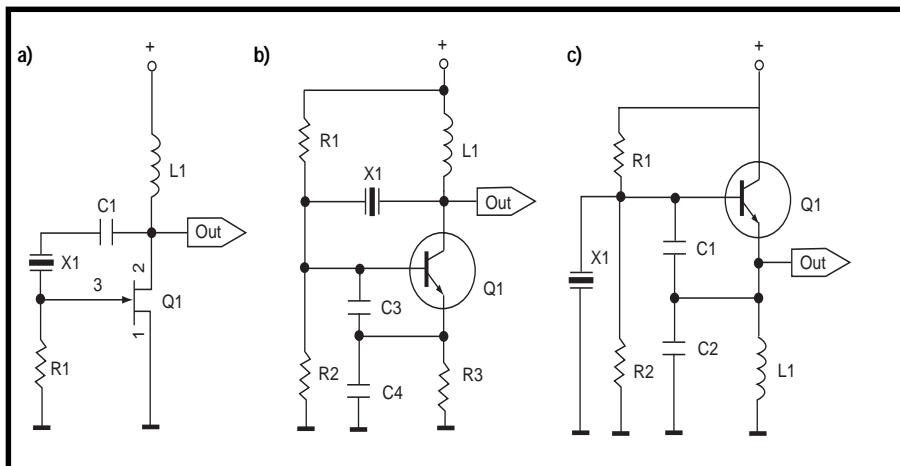 a)
+
L1
C1
Out
X1
3
2
Q1
1
R1
b)
+
R1
L1
X1
Out
Q1
C3
R2
C4
R3
c)
+
R1
Q1
X1
C1
Out
C2
R2
L1